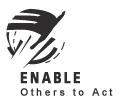 ENABLE
Others to Act